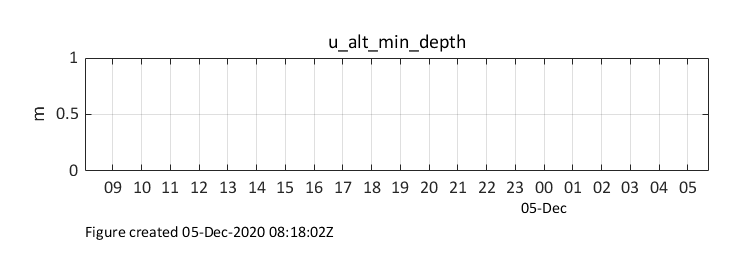 u_alt_min_depth
1
m
0.5
0
09 10 11 12 13 14 15 16 17 18 19 20 21 22 23 00 01 02 03 04 05
05-Dec
Figure created 05-Dec-2020 08:18:02Z